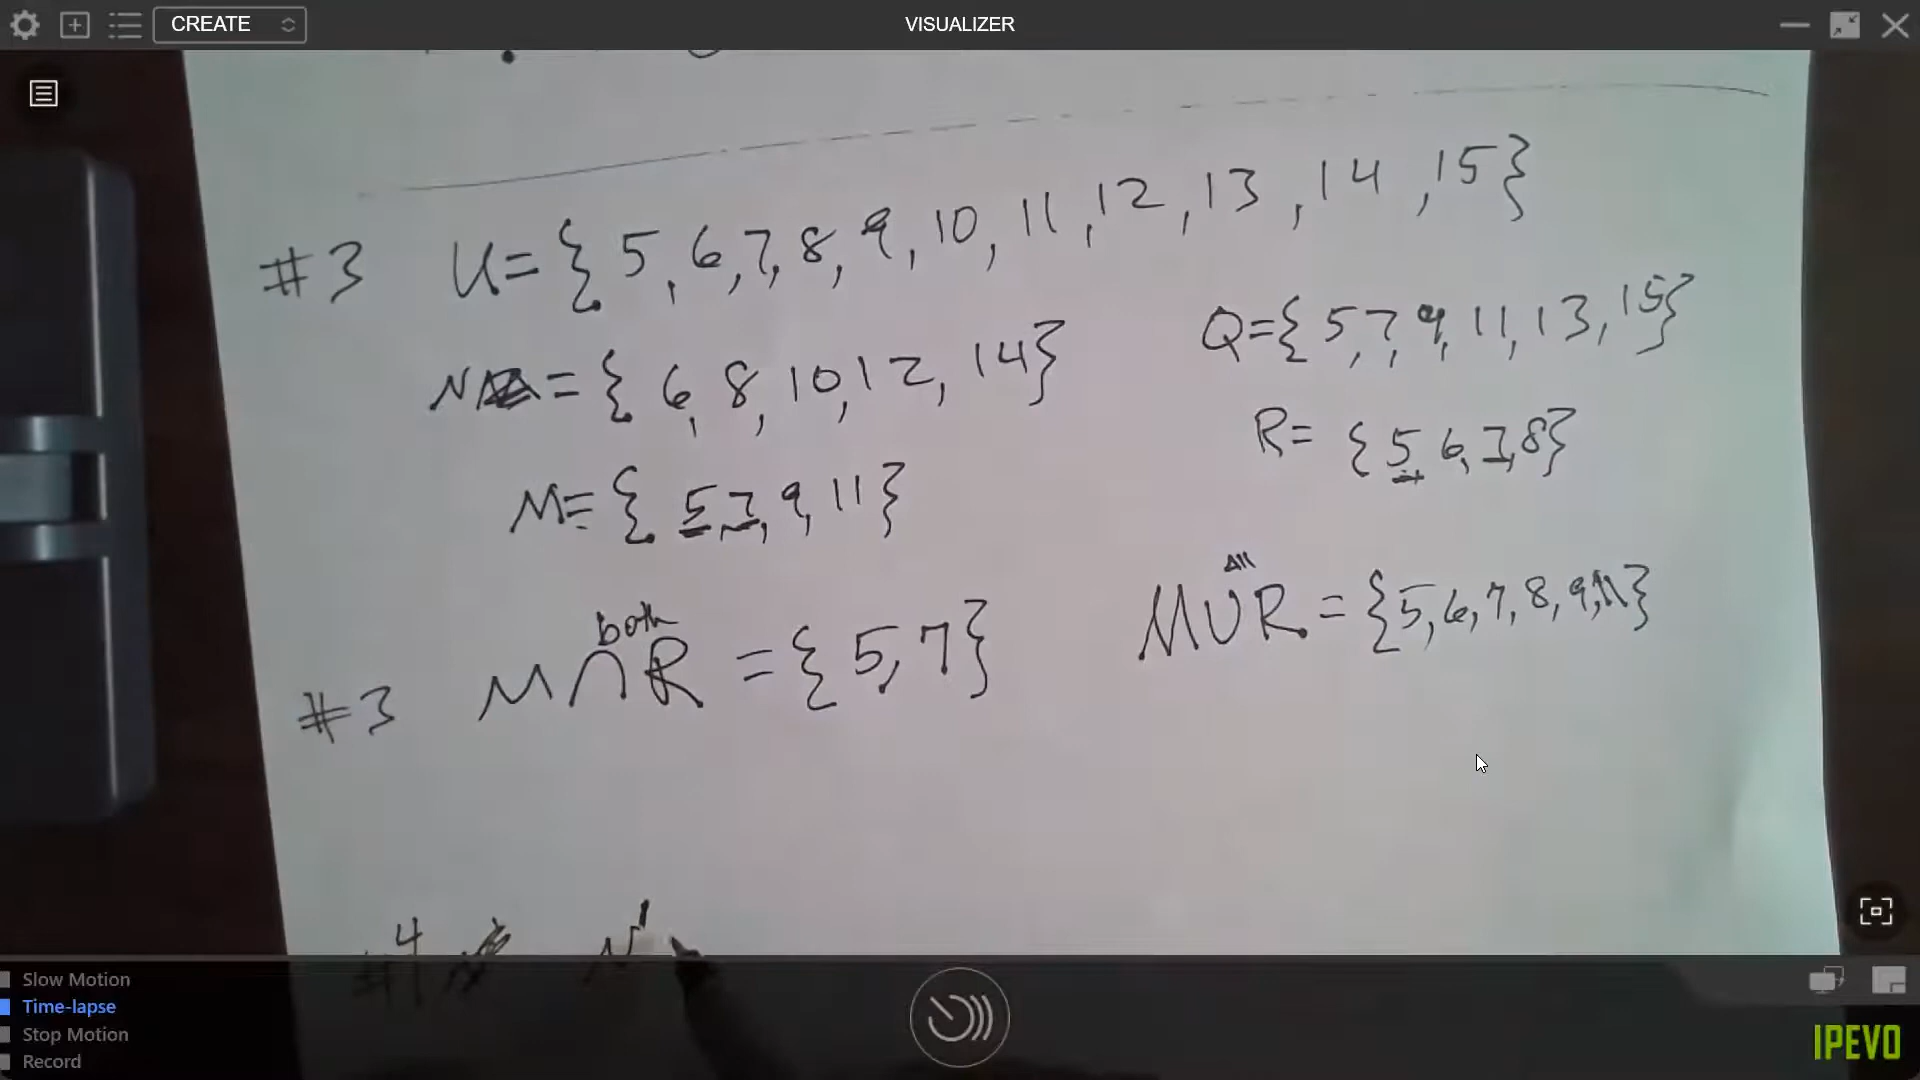 CREATE
VISUALIZER
#3 U={5,6,7,8,9,10,11,12,13,14,15}
N={6,8,10,12,14}
Q={5,7,9,11,13,15}
R={5,6,7,8}
M={5,7,9,11}
both
#3 M∩R={5,7}
All
M∪R={5,6,7,8,9,11}
#4 N'
Slow Motion
Time-lapse
Stop Motion
Record
IPEVO